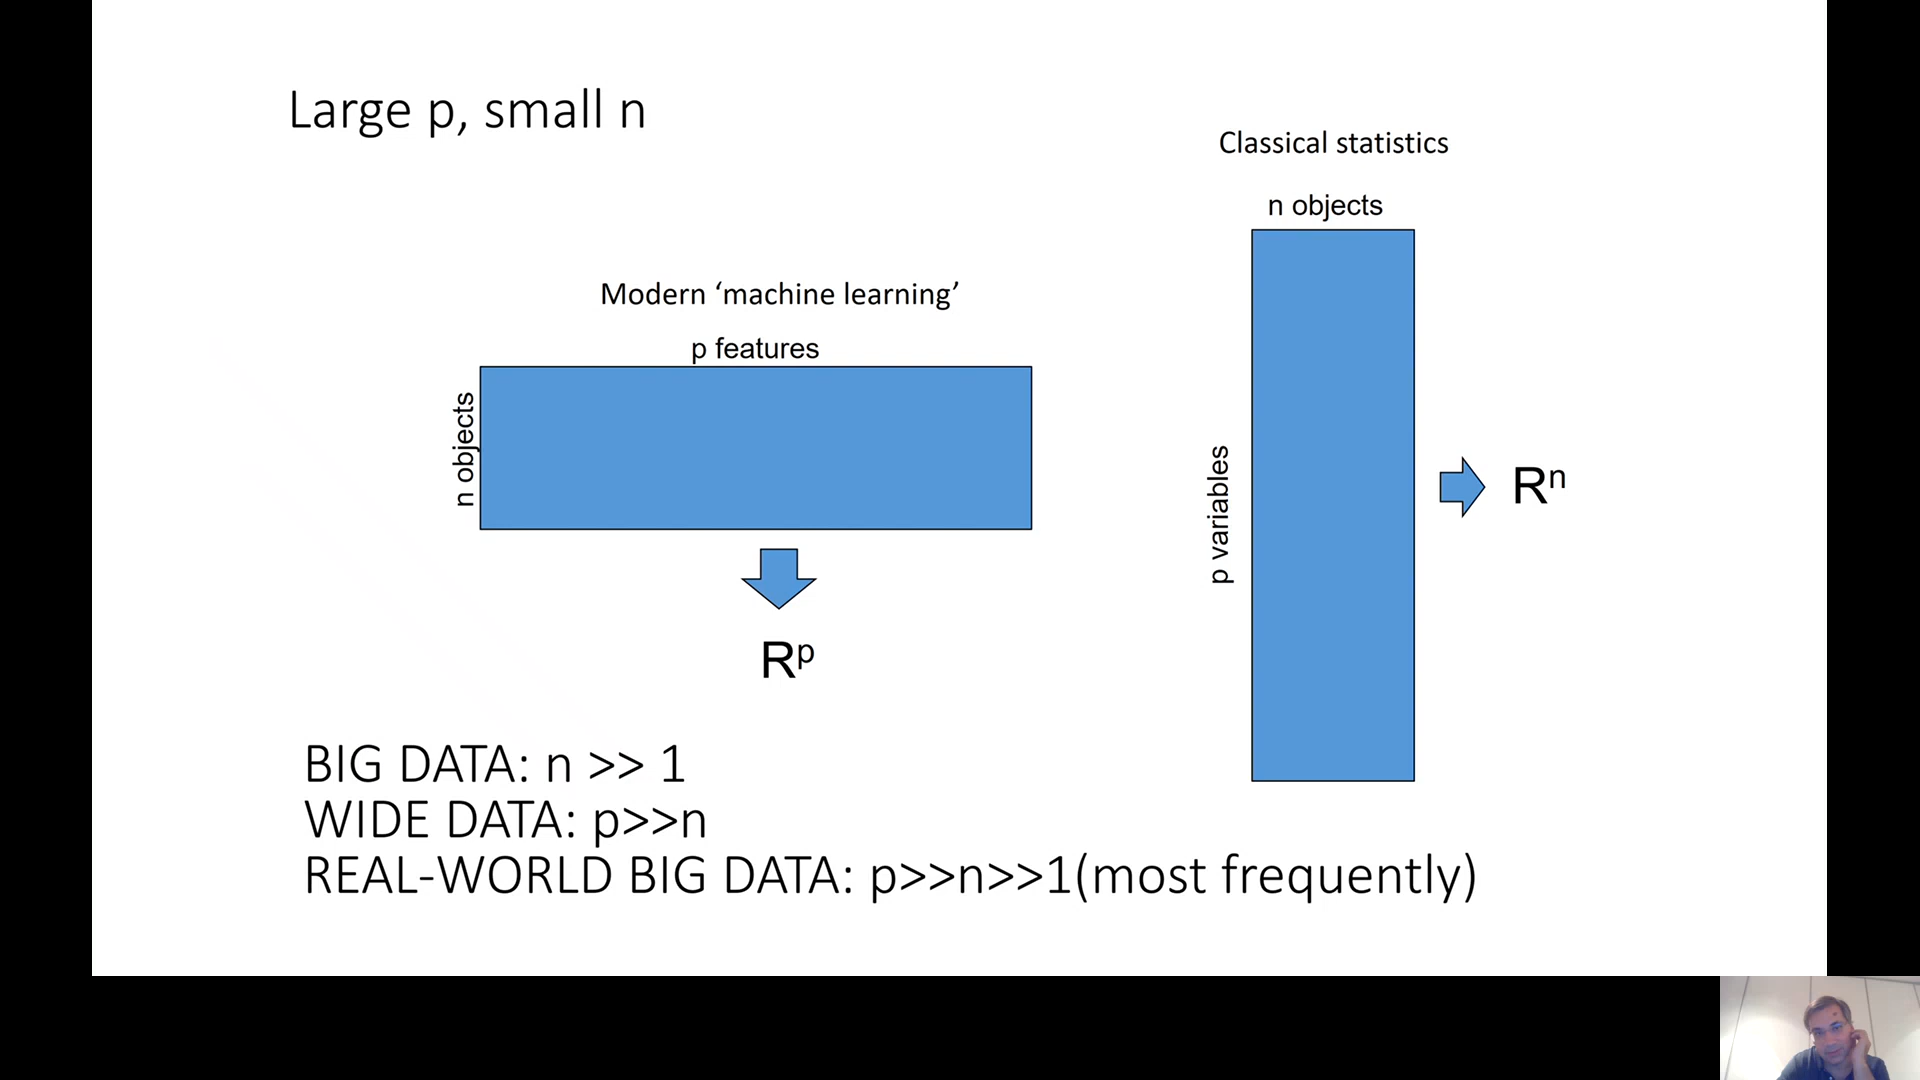 Large p, small n
Classical statistics
n objects
Modern ‘machine learning’
p features
n objects
p variables
Rⁿ
Rᵖ
BIG DATA: n >> 1
WIDE DATA: p>>n
REAL-WORLD BIG DATA: p>>n>>1(most frequently)